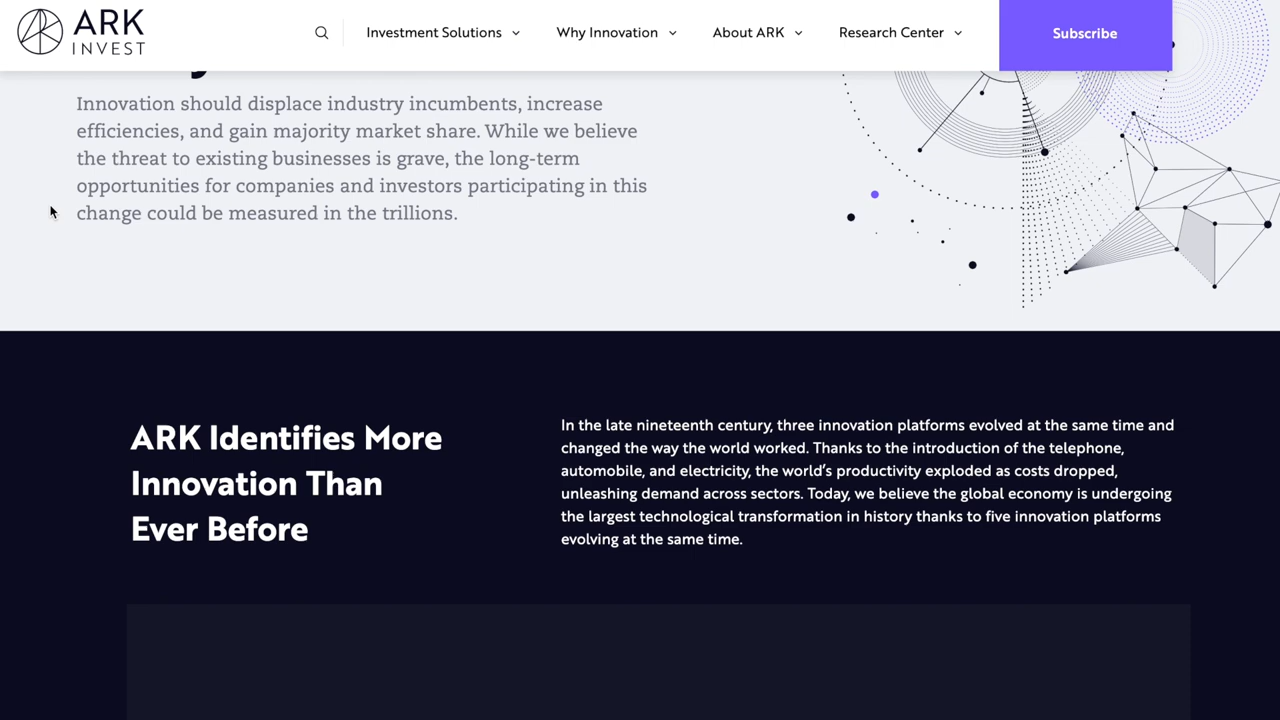 ARK
INVEST
Investment Solutions
Why Innovation
About ARK
Research Center
Subscribe
Innovation should displace industry incumbents, increase
efficiencies, and gain majority market share. While we believe
the threat to existing businesses is grave, the long-term
opportunities for companies and investors participating in this
change could be measured in the trillions.
ARK Identifies More
Innovation Than
Ever Before
In the late nineteenth century, three innovation platforms evolved at the same time and
changed the way the world worked. Thanks to the introduction of the telephone,
automobile, and electricity, the world’s productivity exploded as costs dropped,
unleashing demand across sectors. Today, we believe the global economy is undergoing
the largest technological transformation in history thanks to five innovation platforms
evolving at the same time.